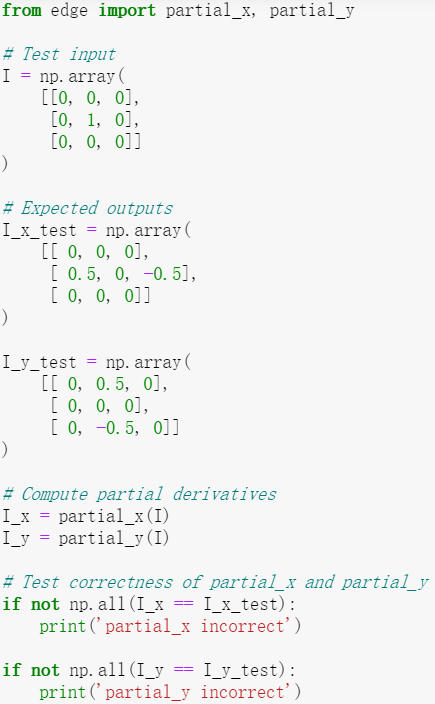 from edge import partial_x, partial_y
# Test input
I = np.array(
    [[0, 0, 0],
     [0, 1, 0],
     [0, 0, 0]]
)
# Expected outputs
I_x_test = np.array(
    [[ 0, 0, 0],
     [ 0.5, 0, -0.5],
     [ 0, 0, 0]]
)
I_y_test = np.array(
    [[ 0, 0.5, 0],
     [ 0, 0, 0],
     [ 0, -0.5, 0]]
)
# Compute partial derivatives
I_x = partial_x(I)
I_y = partial_y(I)
# Test correctness of partial_x and partial_y
if not np.all(I_x == I_x_test):
    print('partial_x incorrect')
if not np.all(I_y == I_y_test):
    print('partial_y incorrect')